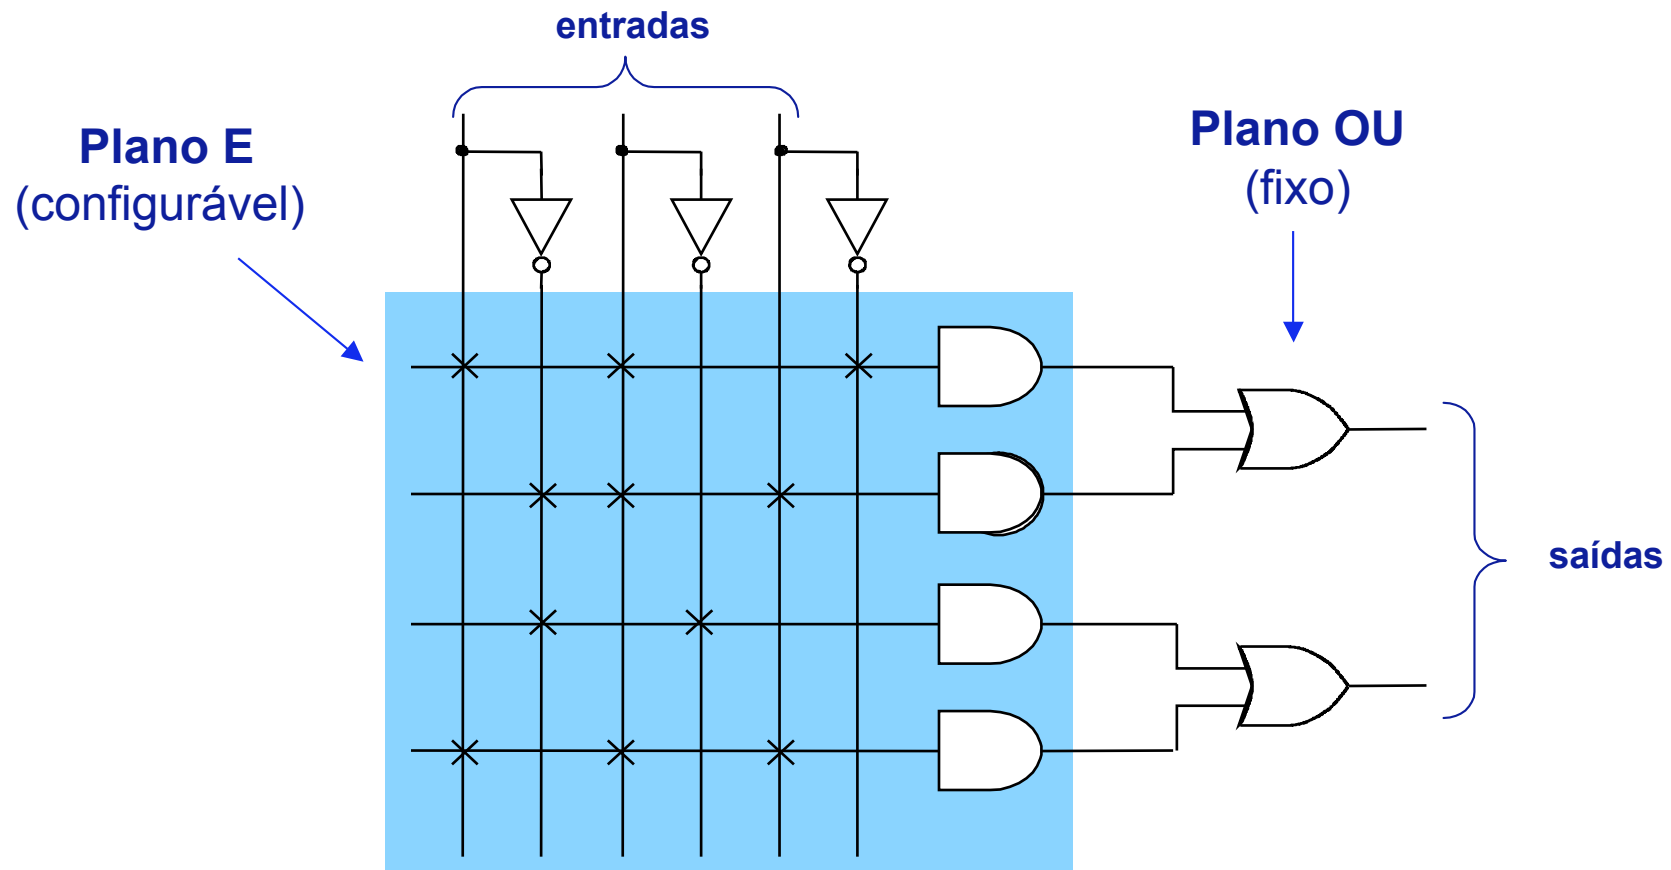 entradas
Plano E
(configurável)
Plano OU
(fixo)
saídas